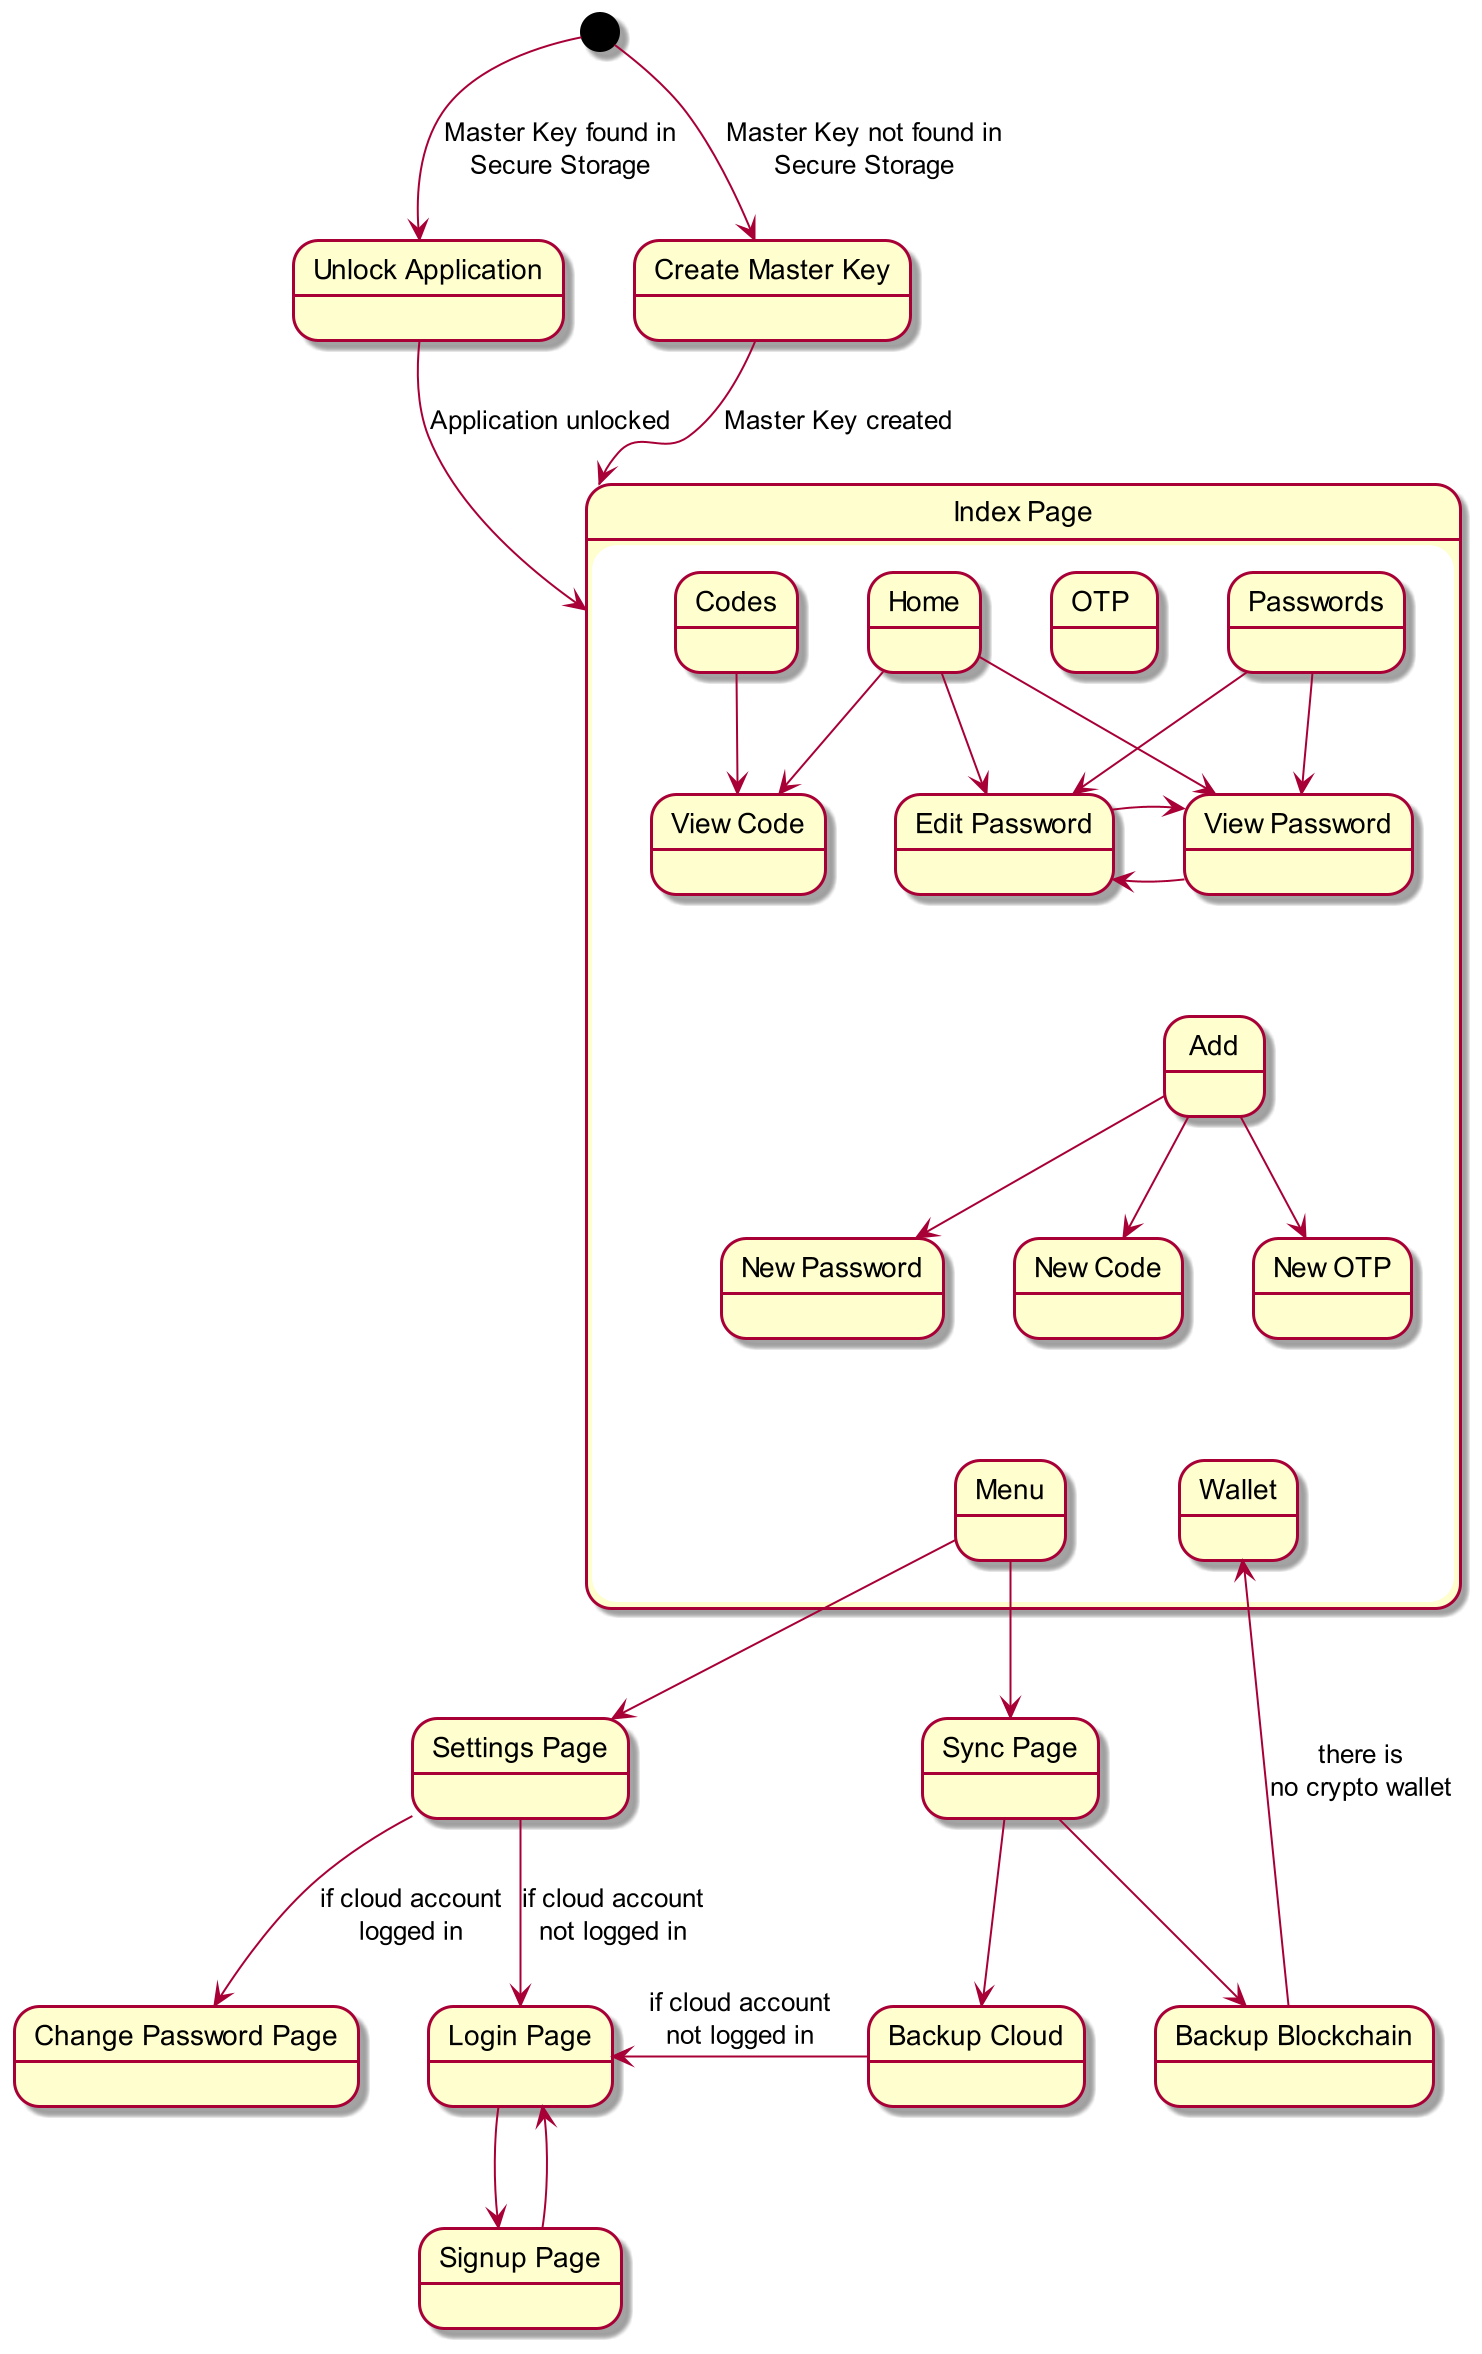 Master Key found in
Secure Storage
Master Key not found in
Secure Storage
Unlock Application
Create Master Key
Application unlocked
Master Key created
Index Page
Codes
Home
OTP
Passwords
View Code
Edit Password
View Password
Add
New Password
New Code
New OTP
Menu
Wallet
Settings Page
Sync Page
there is
no crypto wallet
if cloud account
logged in
if cloud account
not logged in
if cloud account
not logged in
Change Password Page
Login Page
Backup Cloud
Backup Blockchain
Signup Page